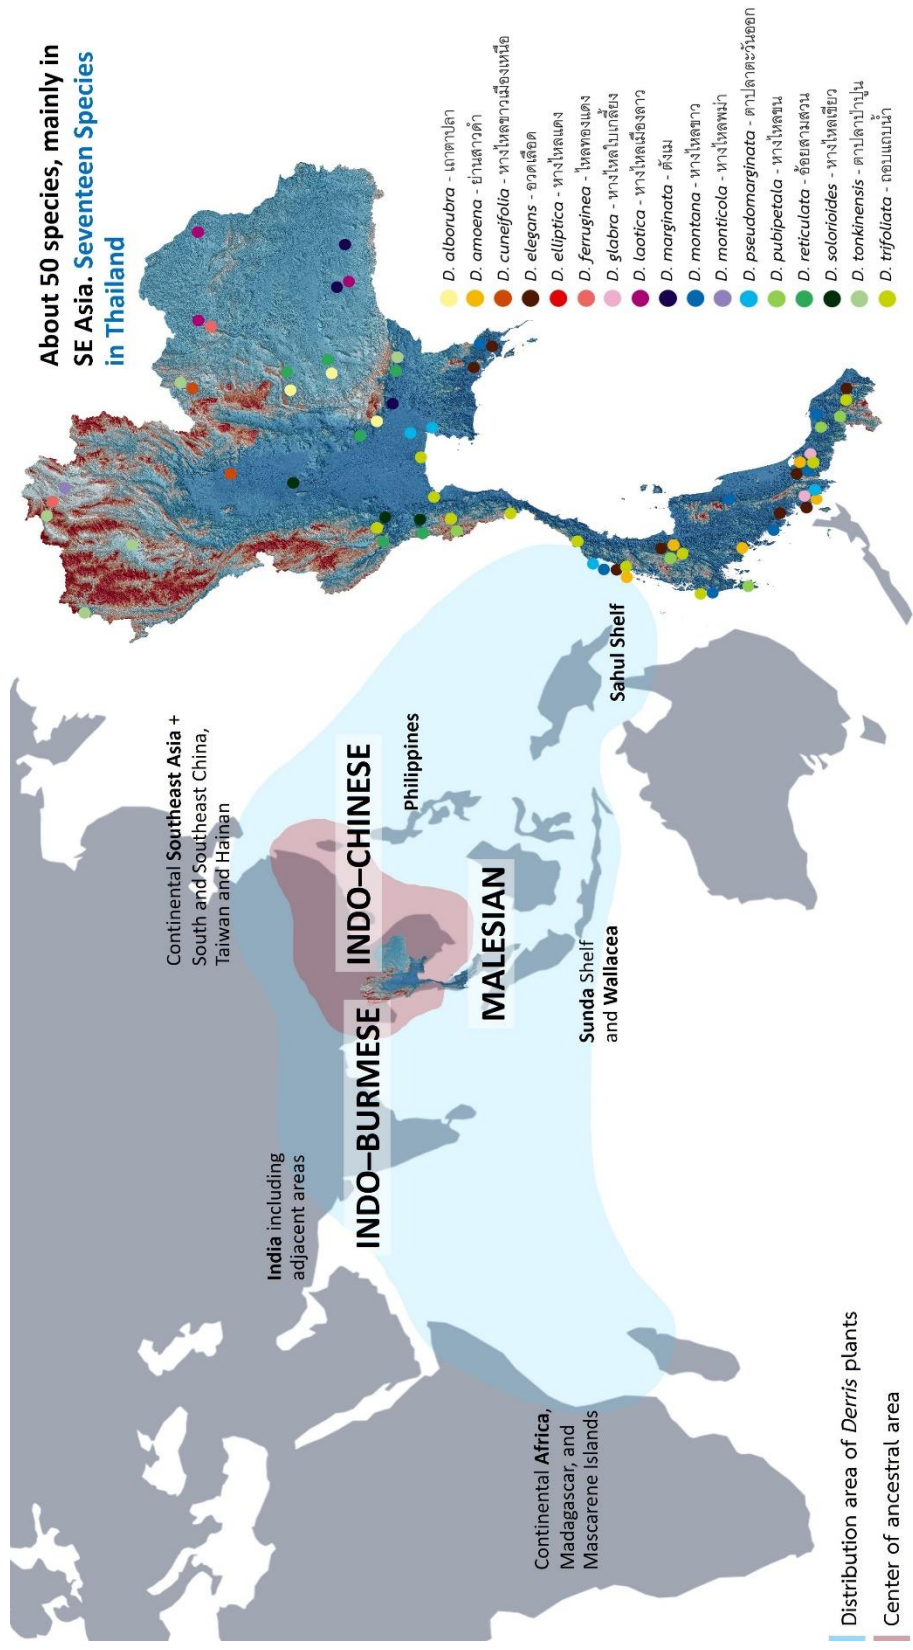 About 50 species, mainly in
SE Asia. Seventeen Species
in Thailand
Continental Southeast Asia +
South and Southeast China,
Taiwan and Hainan
India including
adjacent areas
INDO–BURMESE
INDO–CHINESE
Philippines
MALESIAN
Sunda Shelf
and Wallacea
Sahul Shelf
Continental Africa,
Madagascar, and
Mascarene Islands
Distribution area of Derris plants
Center of ancestral area
D. alborubra - เถาตาปลา
D. amoena - ย่านสาวดำ
D. cuneifolia - หางไหลขาวเมืองเหนือ
D. elegans - อวดเลือด
D. elliptica - หางไหลแดง
D. ferruginea - ไหลทองแดง
D. glabra - หางไหลใบเกลี้ยง
D. laotica - หางไหลเมืองลาว
D. marginata - ตังเม
D. montana - หางไหลขาว
D. monticola - หางไหลพม่า
D. pseudomarginata - ตาปลาตะวันออก
D. pubipetala - หางไหลขน
D. reticulata - อ้อยสามสวน
D. solorioides - หางไหลเขียว
D. tonkinensis - ตาปลาป่าปูน
D. trifoliata - ถอบแถบน้ำ